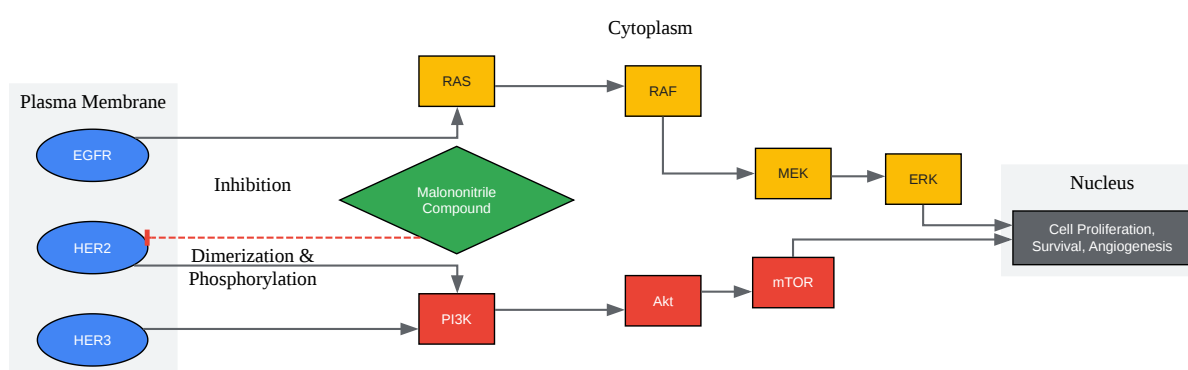 Cytoplasm
Plasma Membrane
RAS
RAF
EGFR
Inhibition
Malononitrile
Compound
MEK
ERK
Nucleus
Cell Proliferation,
Survival, Angiogenesis
HER2
Dimerization &
Phosphorylation
PI3K
Akt
mTOR
HER3